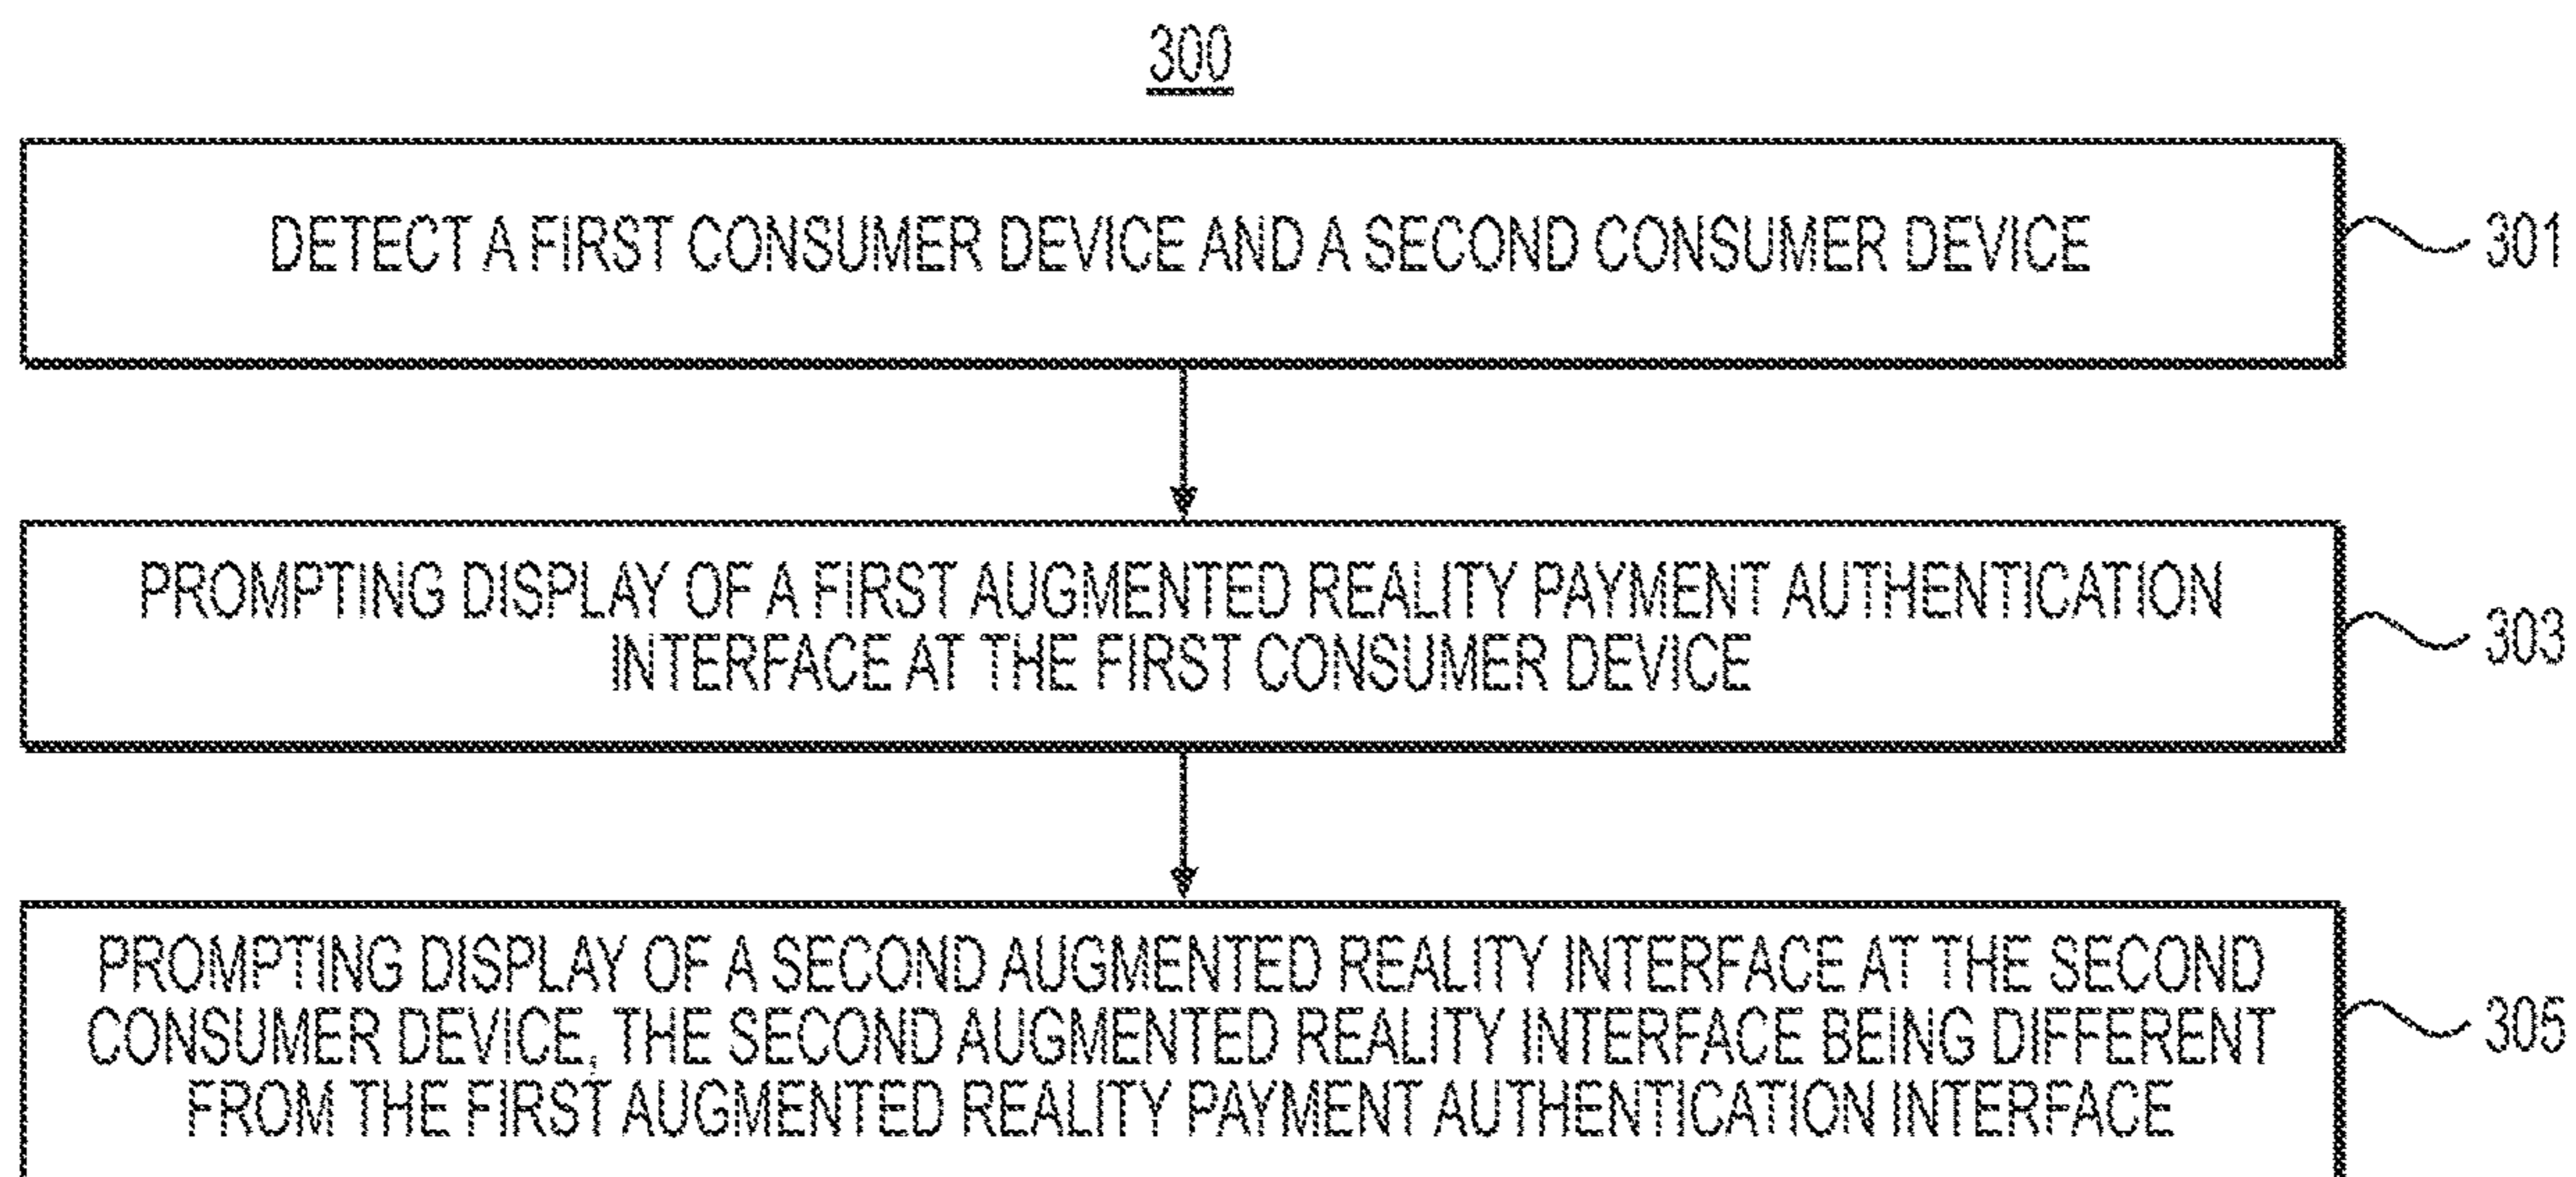 300
DETECT A FIRST CONSUMER DEVICE AND A SECOND CONSUMER DEVICE
301
PROMPTING DISPLAY OF A FIRST AUGMENTED REALITY PAYMENT AUTHENTICATION
INTERFACE AT THE FIRST CONSUMER DEVICE
303
PROMPTING DISPLAY OF A SECOND AUGMENTED REALITY INTERFACE AT THE SECOND
CONSUMER DEVICE, THE SECOND AUGMENTED REALITY INTERFACE BEING DIFFERENT
FROM THE FIRST AUGMENTED REALITY PAYMENT AUTHENTICATION INTERFACE
305